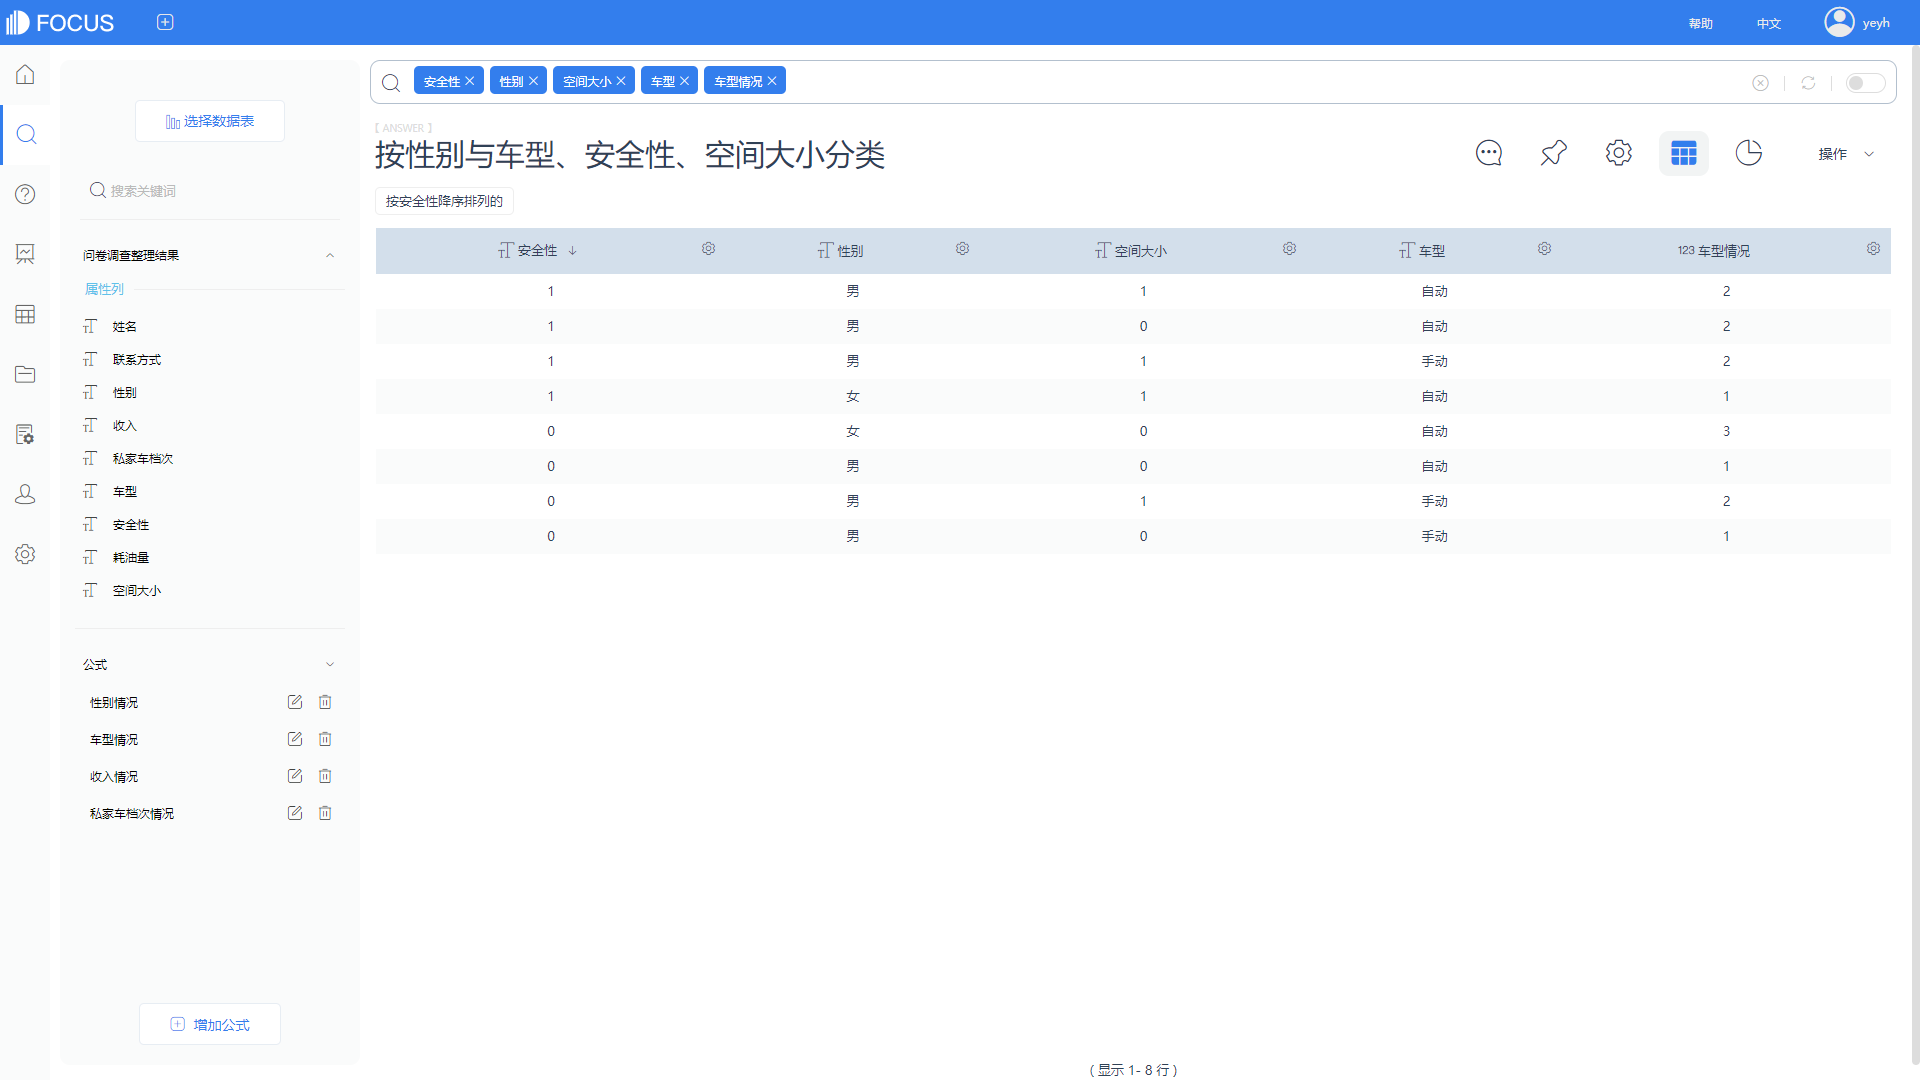 FOCUS
帮助
中文
yeyh
选择数据表
搜索关键词
问卷调查整理结果
属性列
姓名
联系方式
性别
收入
私家车档次
车型
安全性
耗油量
空间大小
公式
性别情况
车型情况
收入情况
私家车档次情况
增加公式
安全性 性别 空间大小 车型 车型情况
【 ANSWER 】
按性别与车型、安全性、空间大小分类
操作
按安全性降序排列的
安全性 ↓ 性别 空间大小 车型 123 车型情况
1 男 1 自动 2
1 男 0 自动 2
1 男 1 手动 2
1 女 1 自动 1
0 女 0 自动 3
0 男 0 自动 1
0 男 1 手动 2
0 男 0 手动 1
( 显示 1- 8 行 )